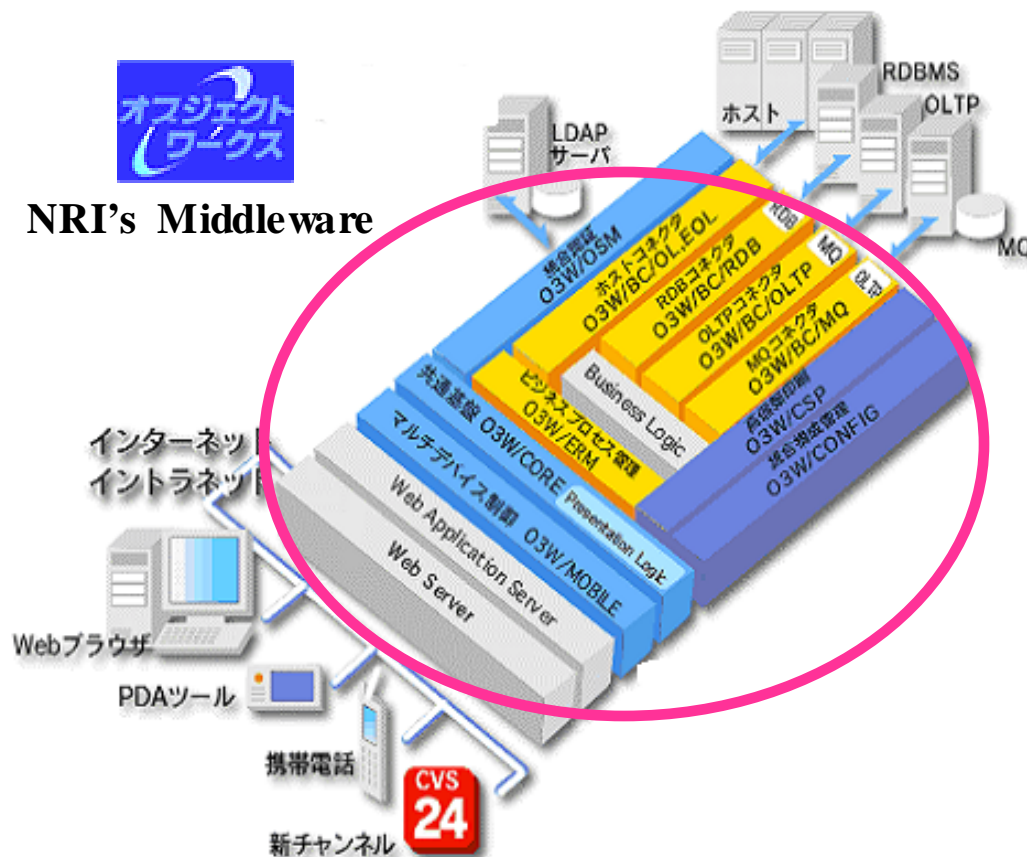 オブジェクト
ワークス
NRI's Middleware
ホスト
RDBMS
OLTP
LDAP
サーバ
MQ
RDB
MQ
OLTP
統合認証
O3W/OSM
ホストコネクタ
O3W/BC/OLEOL
RDBコネクタ
O3W/BC/RDB
OLTPコネクタ
O3W/BC/OLTP
MQコネクタ
O3W/BC/MQ
Business Logic
ビジネスプロセス管理
O3W/ERM
O3W/CSP
統合構成管理
O3W/CONFIG
共通基盤 O3W/CORE
Presentation Logic
マルチデバイス制御 O3W/MOBILE
Web Application Server
Web Server
インターネット
イントラネット
Webブラウザ
PDAツール
携帯電話
CVS
24
新チャンネル